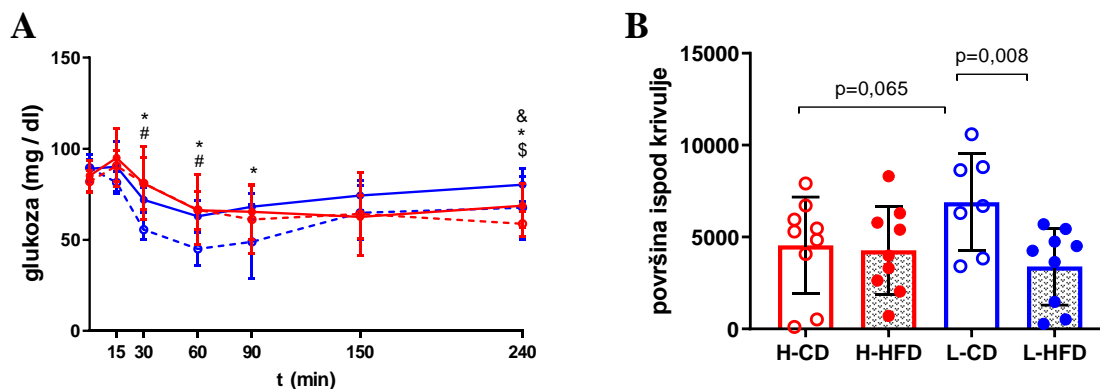 A
glukoza (mg / dl)
150
100
50
0
*
#
*
#
*
&
*
$
15
30
60
90
150
240
t (min)
B
površina ispod krivulje
15000
10000
5000
0
p=0,065
p=0,008
H-CD
H-HFD
L-CD
L-HFD